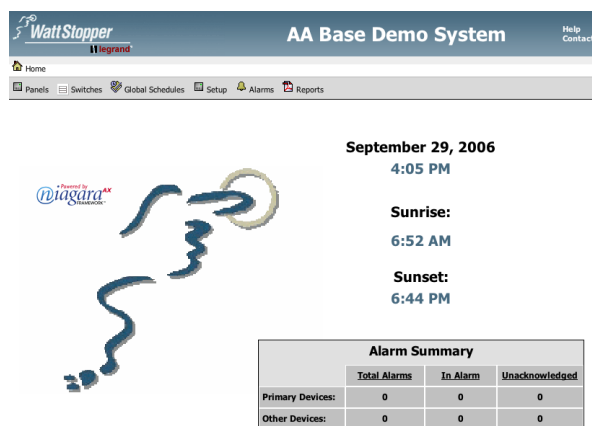 WattStopper
legrand
AA Base Demo System
Help
Contact
Home
Panels Switches Global Schedules Setup Alarms Reports
September 29, 2006
4:05 PM
Powered by
niagara AX
FRAMEWORK
Sunrise:
6:52 AM
Sunset:
6:44 PM
Alarm Summary
Total Alarms In Alarm Unacknowledged
Primary Devices: 0 0 0
Other Devices: 0 0 0